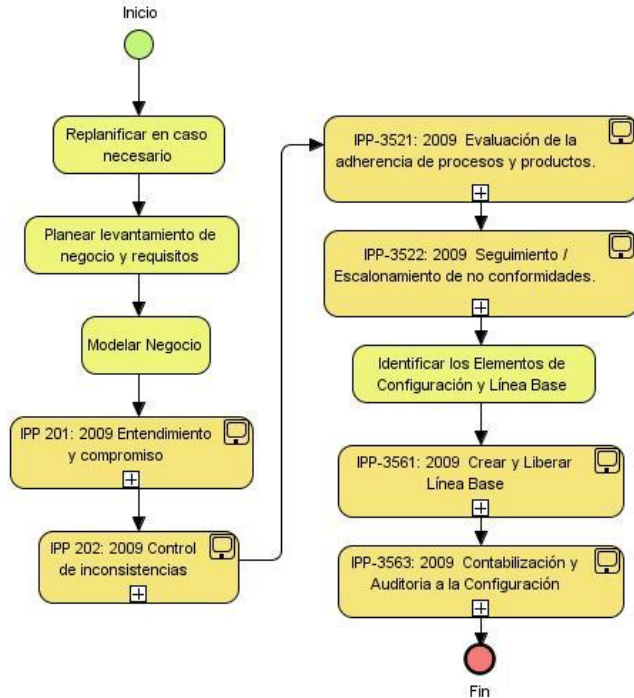 Inicio
Replanificar en caso
necesario
Planear levantamiento de
negocio y requisitos
Modelar Negocio
IPP 201: 2009 Entendimiento
y compromiso
IPP 202: 2009 Control
de inconsistencias
IPP-3521: 2009 Evaluación de la
adherencia de procesos y productos.
IPP-3522: 2009 Seguimiento /
Escalonamiento de no conformidades.
Identificar los Elementos de
Configuración y Línea Base
IPP-3561: 2009 Crear y Liberar
Línea Base
IPP-3563: 2009 Contabilización y
Auditoria a la Configuración
Fin